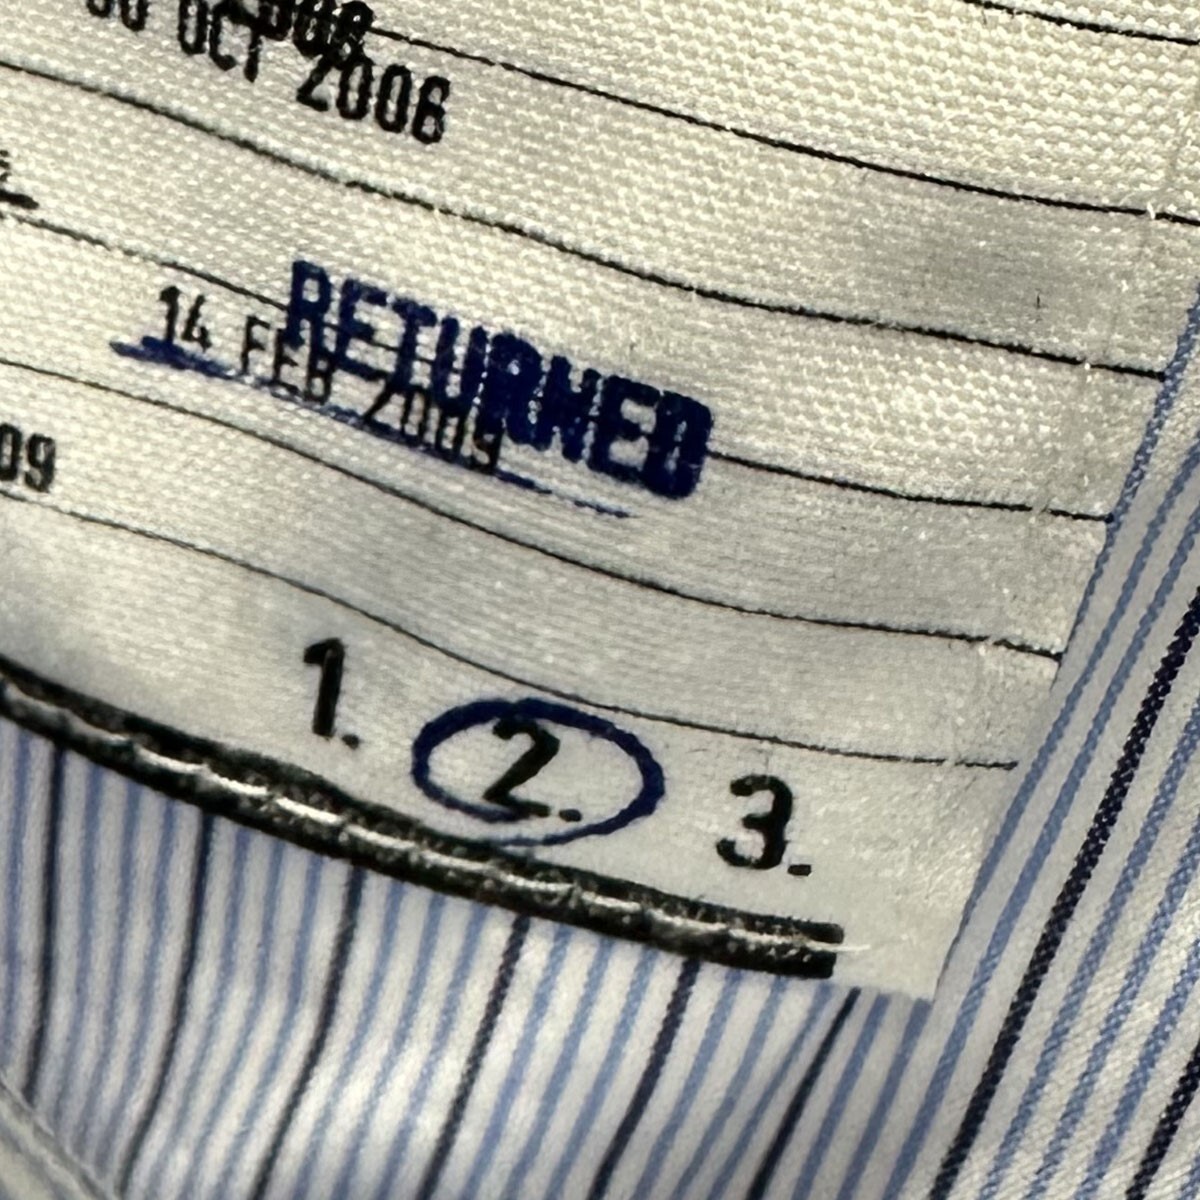 30 OCT 2006
RETURNED
14 FEB 2009
09
1. 2. 3.